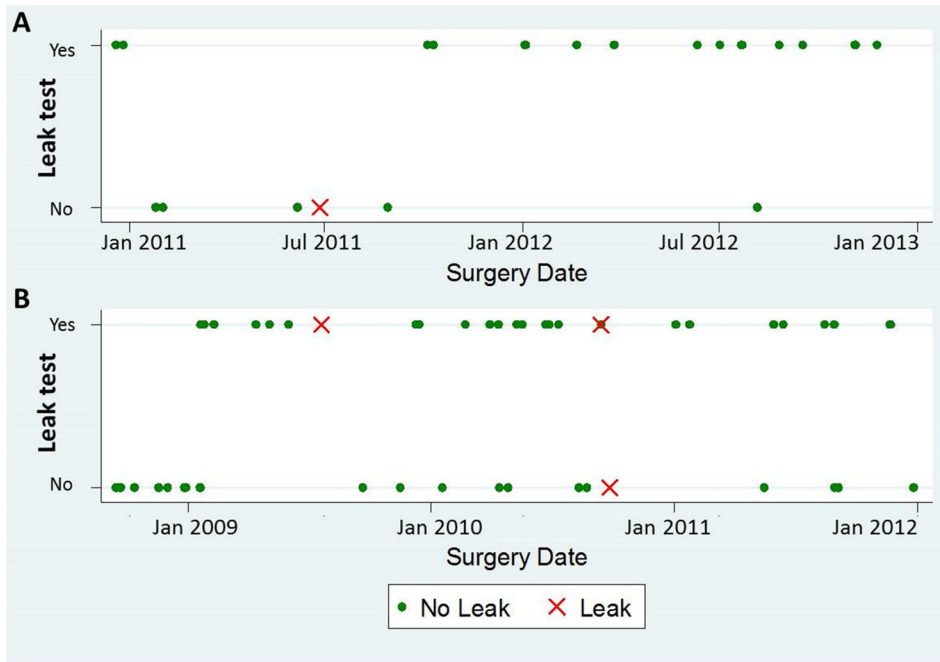 A
Yes
Leak test
No
Jan 2011 Jul 2011 Jan 2012 Jul 2012 Jan 2013
Surgery Date
B
Yes
Leak test
No
Jan 2009 Jan 2010 Jan 2011 Jan 2012
Surgery Date
No Leak Leak